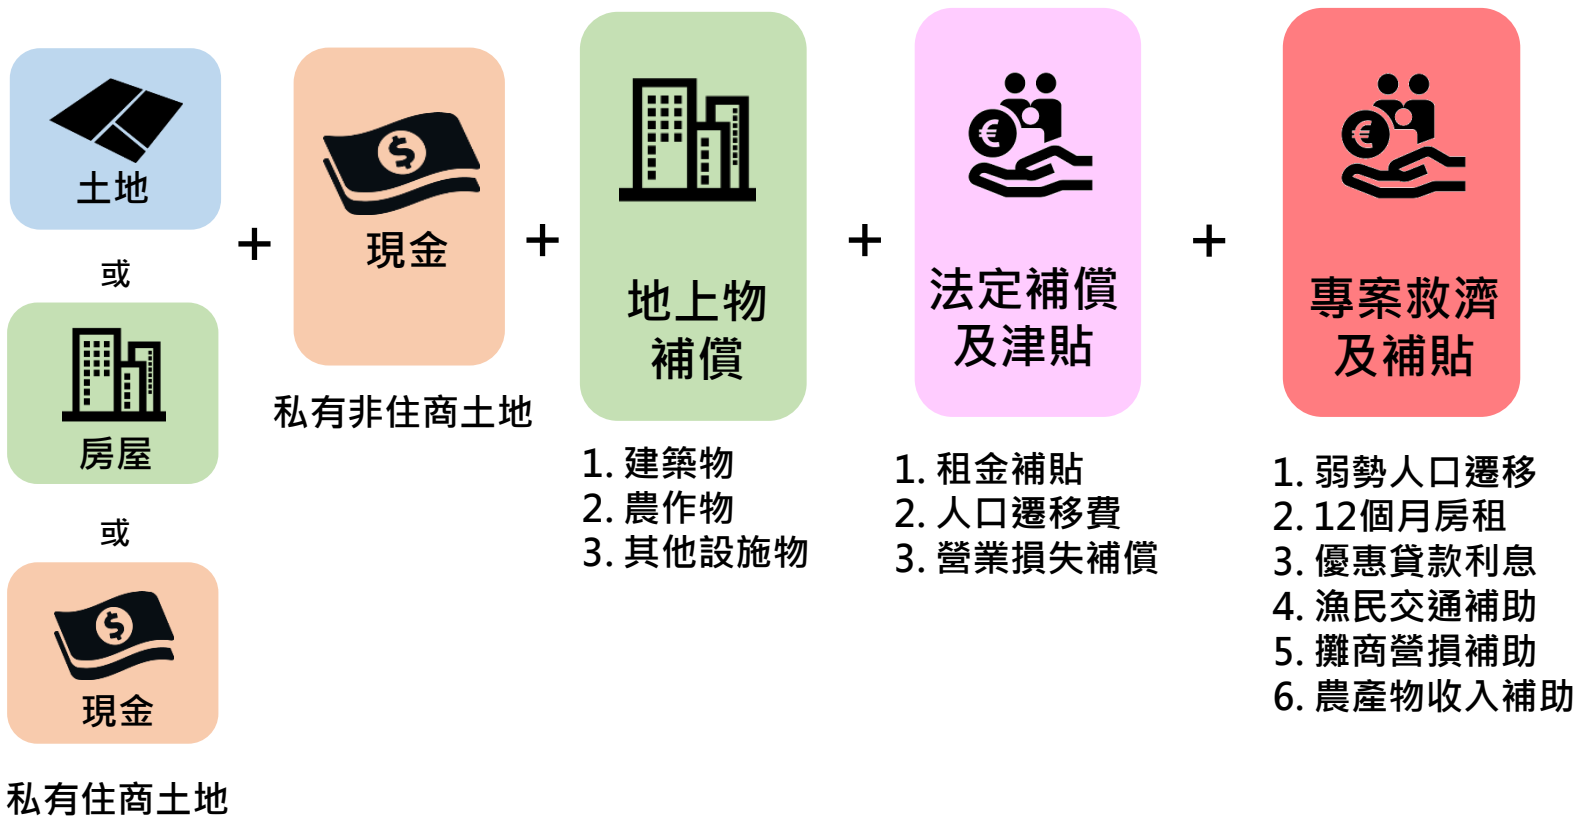 土地
或
房屋
或
現金
私有住商土地
+
現金
私有非住商土地
+
地上物
補償
1. 建築物
2. 農作物
3. 其他設施物
+
法定補償
及津貼
1. 租金補貼
2. 人口遷移費
3. 營業損失補償
+
專案救濟
及補貼
1. 弱勢人口遷移
2. 12個月房租
3. 優惠貸款利息
4. 漁民交通補助
5. 攤商營損補助
6. 農產物收入補助